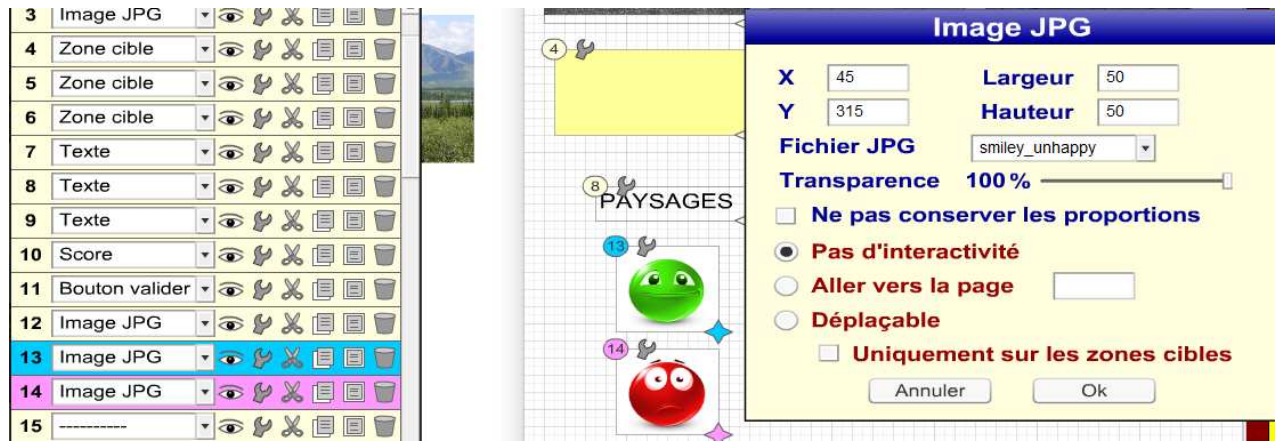 3 Image JPG
4 Zone cible
5 Zone cible
6 Zone cible
7 Texte
8 Texte
9 Texte
10 Score
11 Bouton valider
12 Image JPG
13 Image JPG
14 Image JPG
15 ----------
4
8
PAYSAGES
13
14
Image JPG
X 45 Largeur 50
Y 315 Hauteur 50
Fichier JPG smiley_unhappy
Transparence 100 %
Ne pas conserver les proportions
Pas d'interactivité
Aller vers la page
Déplaçable
Uniquement sur les zones cibles
Annuler Ok